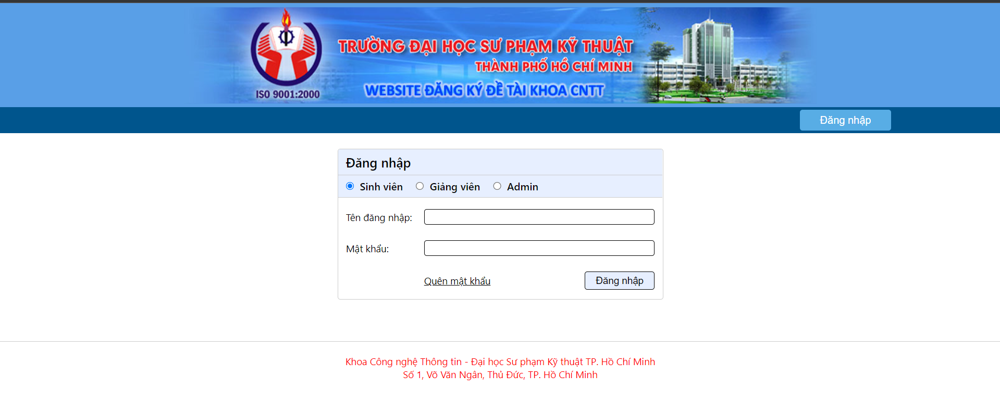 TRƯỜNG ĐẠI HỌC SƯ PHẠM KỸ THUẬT
THÀNH PHỐ HỒ CHÍ MINH
WEBSITE ĐĂNG KÝ ĐỀ TÀI KHOA CNTT
ISO 9001:2000
Đăng nhập
Đăng nhập
Sinh viên Giảng viên Admin
Tên đăng nhập:
Mật khẩu:
Quên mật khẩu Đăng nhập
Khoa Công nghệ Thông tin - Đại học Sư phạm Kỹ thuật TP. Hồ Chí Minh
Số 1, Võ Văn Ngân, Thủ Đức, TP. Hồ Chí Minh